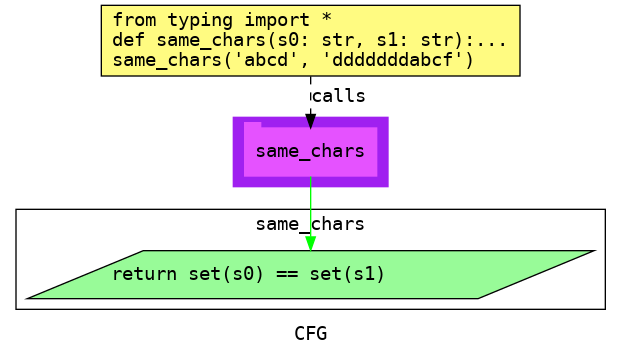 from typing import *
def same_chars(s0: str, s1: str):...
same_chars('abcd', 'dddddddabcf')
calls
same_chars
same_chars
return set(s0) == set(s1)
CFG